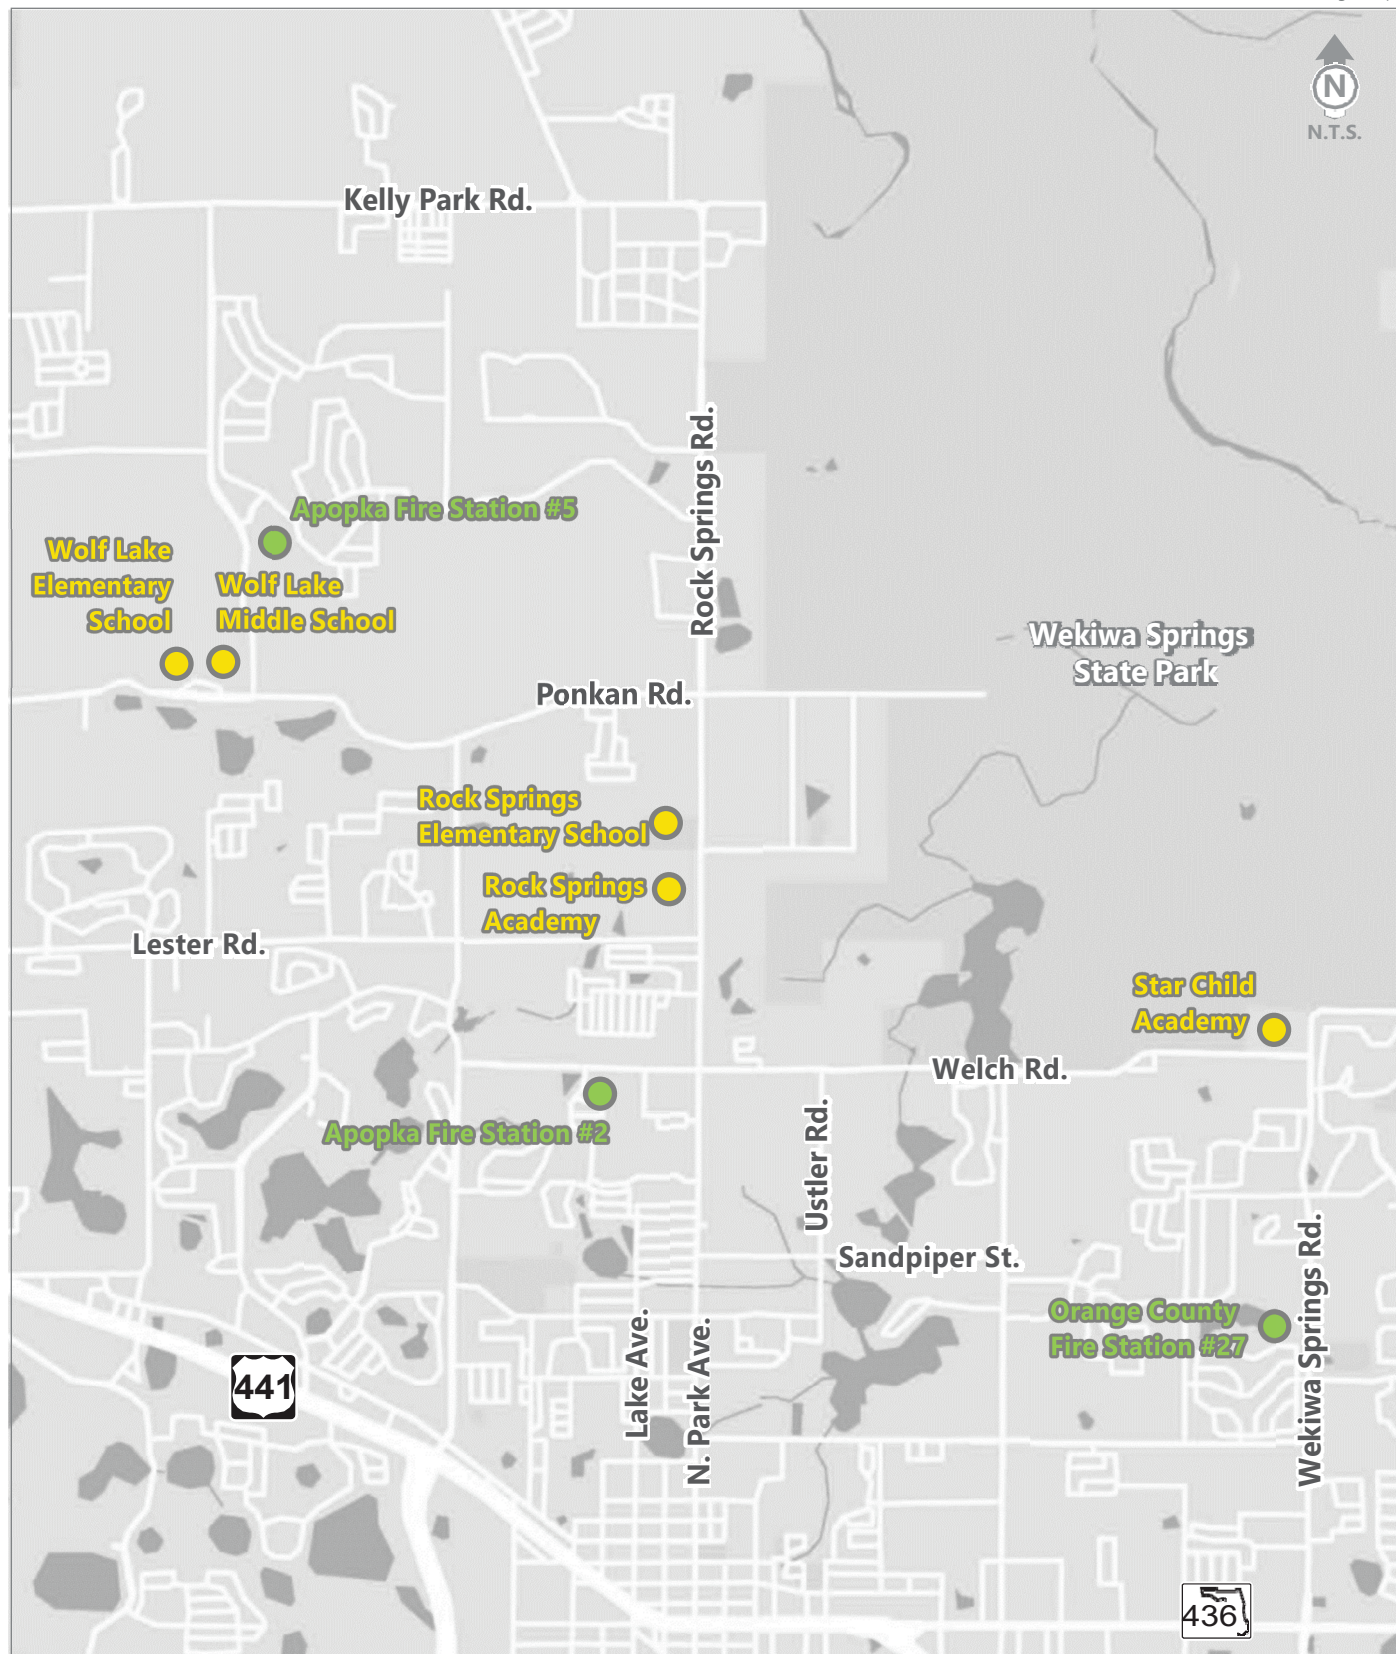 N
N.T.S.
Kelly Park Rd.
Rock Springs Rd.
Apopka Fire Station #5
Wolf Lake
Elementary
School
Wolf Lake
Middle School
Wekiwa Springs
State Park
Ponkan Rd.
Rock Springs
Elementary School
Rock Springs
Academy
Lester Rd.
Star Child
Academy
Welch Rd.
Apopka Fire Station #2
Ustler Rd.
Sandpiper St.
Wekiwa Springs Rd.
Orange County
Fire Station #27
Lake Ave.
N. Park Ave.
441
436